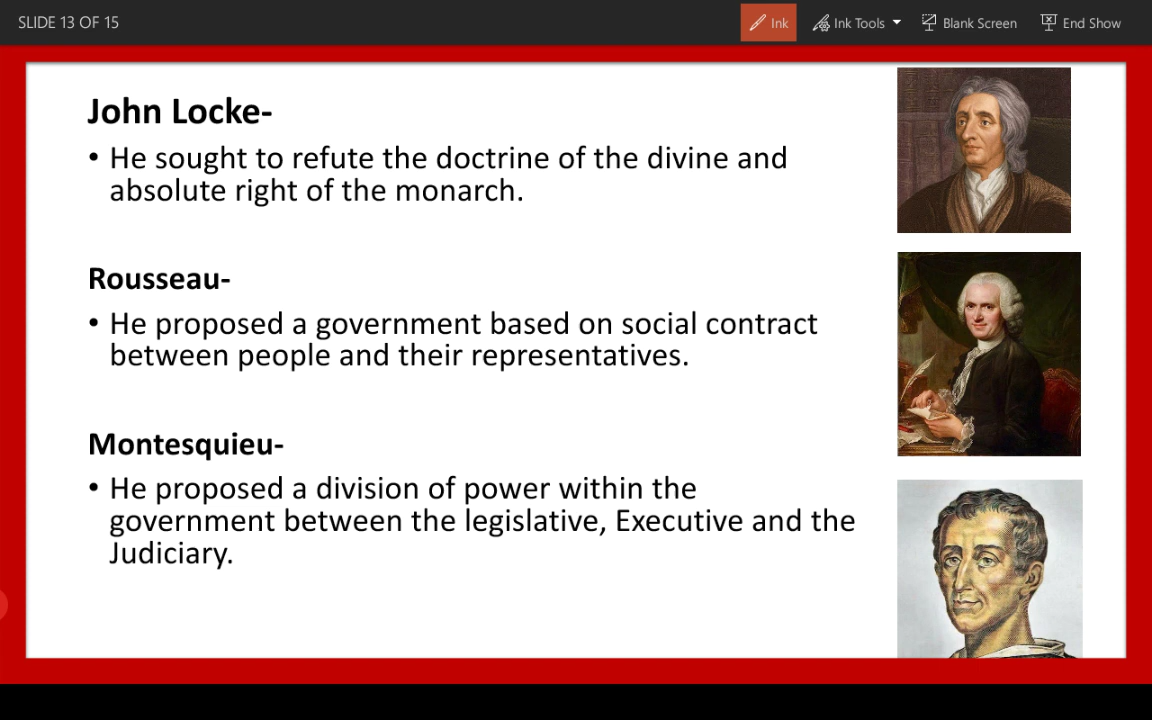 SLIDE 13 OF 15
Ink
Ink Tools
Blank Screen
End Show
John Locke-
• He sought to refute the doctrine of the divine and
absolute right of the monarch.
Rousseau-
• He proposed a government based on social contract
between people and their representatives.
Montesquieu-
• He proposed a division of power within the
government between the legislative, Executive and the
Judiciary.